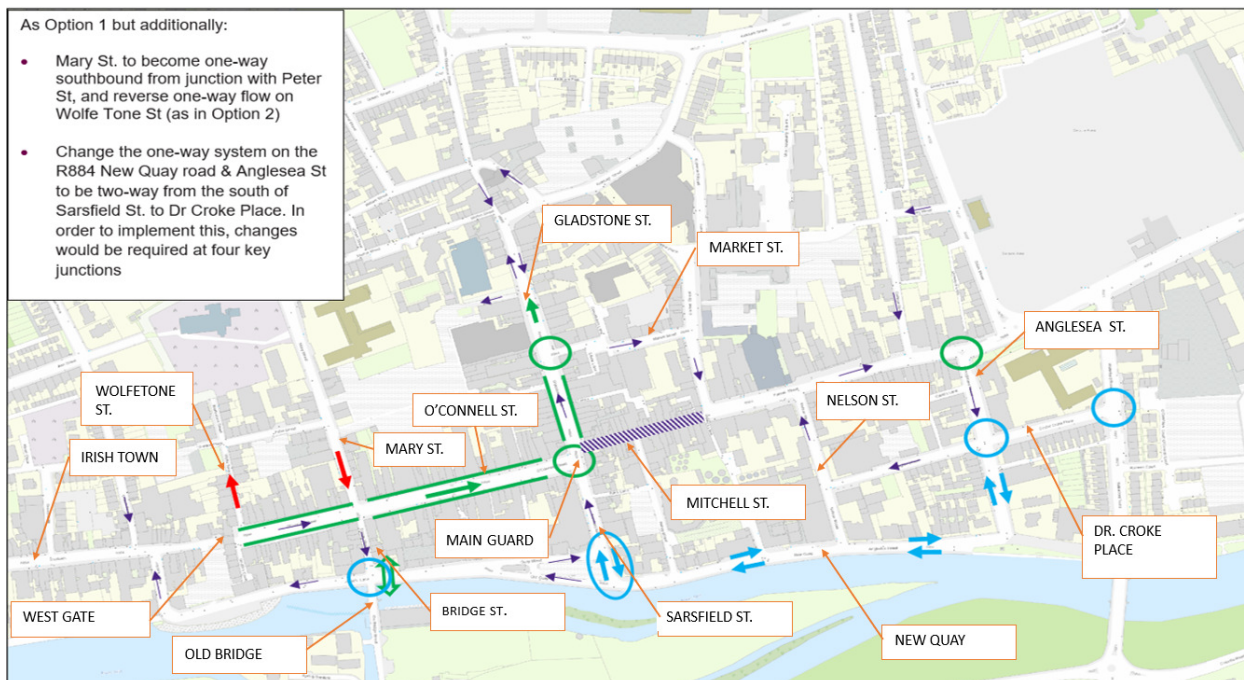 As Option 1 but additionally:
• Mary St. to become one-way
southbound from junction with Peter
St, and reverse one-way flow on
Wolfe Tone St (as in Option 2)
• Change the one-way system on the
R884 New Quay road & Anglesea St
to be two-way from the south of
Sarsfield St. to Dr Croke Place. In
order to implement this, changes
would be required at four key
junctions
GLADSTONE ST.
MARKET ST.
ANGLESEA ST.
WOLFETONE
ST.
O'CONNELL ST.
NELSON ST.
IRISH TOWN
MARY ST.
MITCHELL ST.
MAIN GUARD
DR. CROKE
PLACE
WEST GATE
BRIDGE ST.
SARSFIELD ST.
NEW QUAY
OLD BRIDGE